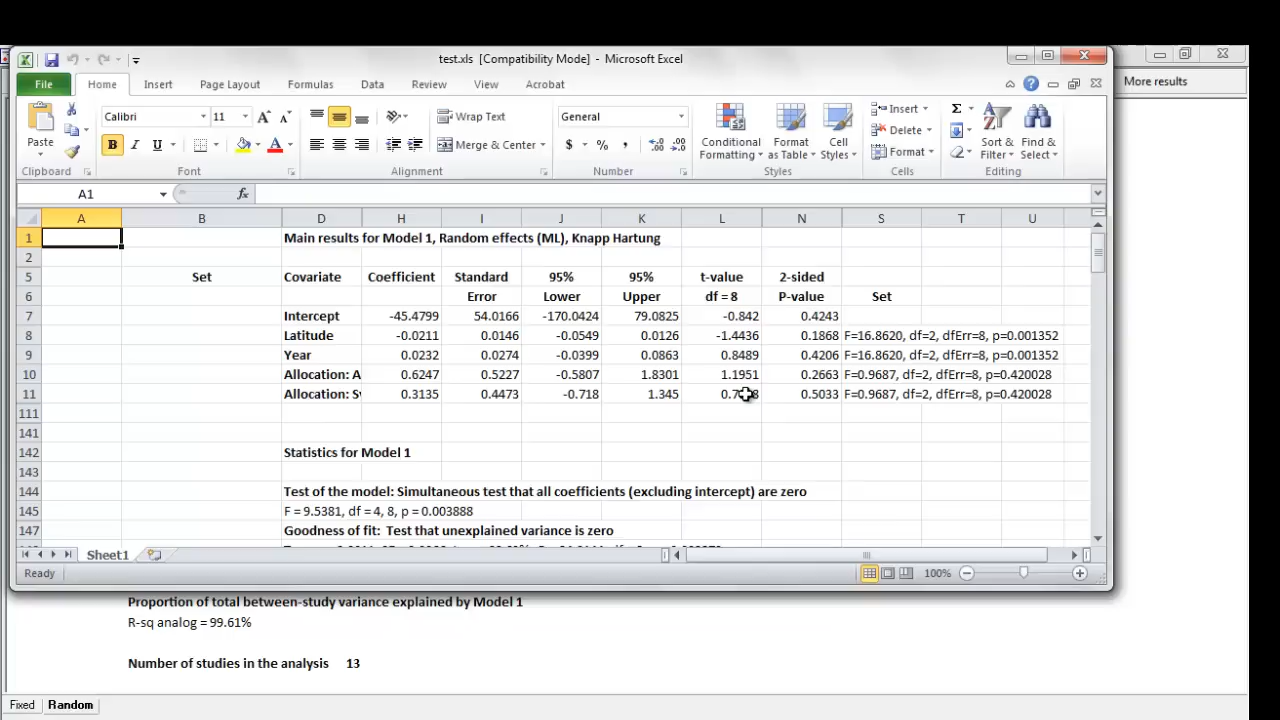 test.xls [Compatibility Mode] - Microsoft Excel
More results
File Home Insert Page Layout Formulas Data Review View Acrobat
Paste
Calibri 11
B I U
Wrap Text
Merge & Center
General
$ % ,
Conditional Formatting
Format as Table
Cell Styles
Insert
Delete
Format
Sort & Filter
Find & Select
Clipboard Font Alignment Number Styles Cells Editing
A1 fx
A B D H I J K L N S T U
1 Main results for Model 1, Random effects (ML), Knapp Hartung
2
5 Set Covariate Coefficient Standard 95% 95% t-value 2-sided
6 Error Lower Upper df = 8 P-value Set
7 Intercept -45.4799 54.0166 -170.0424 79.0825 -0.842 0.4243
8 Latitude -0.0211 0.0146 -0.0549 0.0126 -1.4436 0.1868 F=16.8620, df=2, dfErr=8, p=0.001352
9 Year 0.0232 0.0274 -0.0399 0.0863 0.8489 0.4206 F=16.8620, df=2, dfErr=8, p=0.001352
10 Allocation: A 0.6247 0.5227 -0.5807 1.8301 1.1951 0.2663 F=0.9687, df=2, dfErr=8, p=0.420028
11 Allocation: 0.3135 0.4473 -0.718 1.345 0.5033 F=0.9687, df=2, dfErr=8, p=0.420028
111
141
142 Statistics for Model 1
143
144 Test of the model: Simultaneous test that all coefficients (excluding intercept) are zero
145 F = 9.5381, df = 4, 8, p = 0.003888
147 Goodness of fit: Test that unexplained variance is zero
Sheet1
Ready 100%
Proportion of total between-study variance explained by Model 1
R-sq analog = 99.61%
Number of studies in the analysis 13
Fixed Random